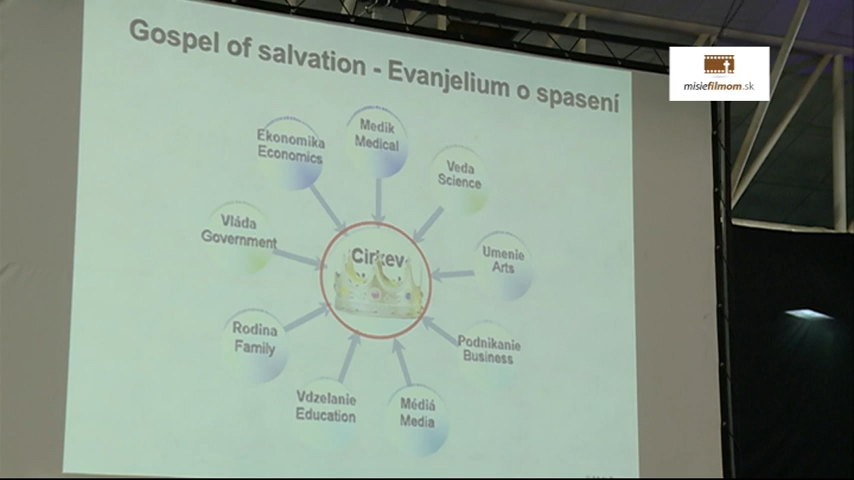 Gospel of salvation - Evanjelium o spasení
misiefilmom.sk
Medik
Medical
Ekonomika
Economics
Veda
Science
Vláda
Government
Cirkev
Umenie
Arts
Rodina
Family
Podnikanie
Business
Vdzelanie
Education
Médiá
Media